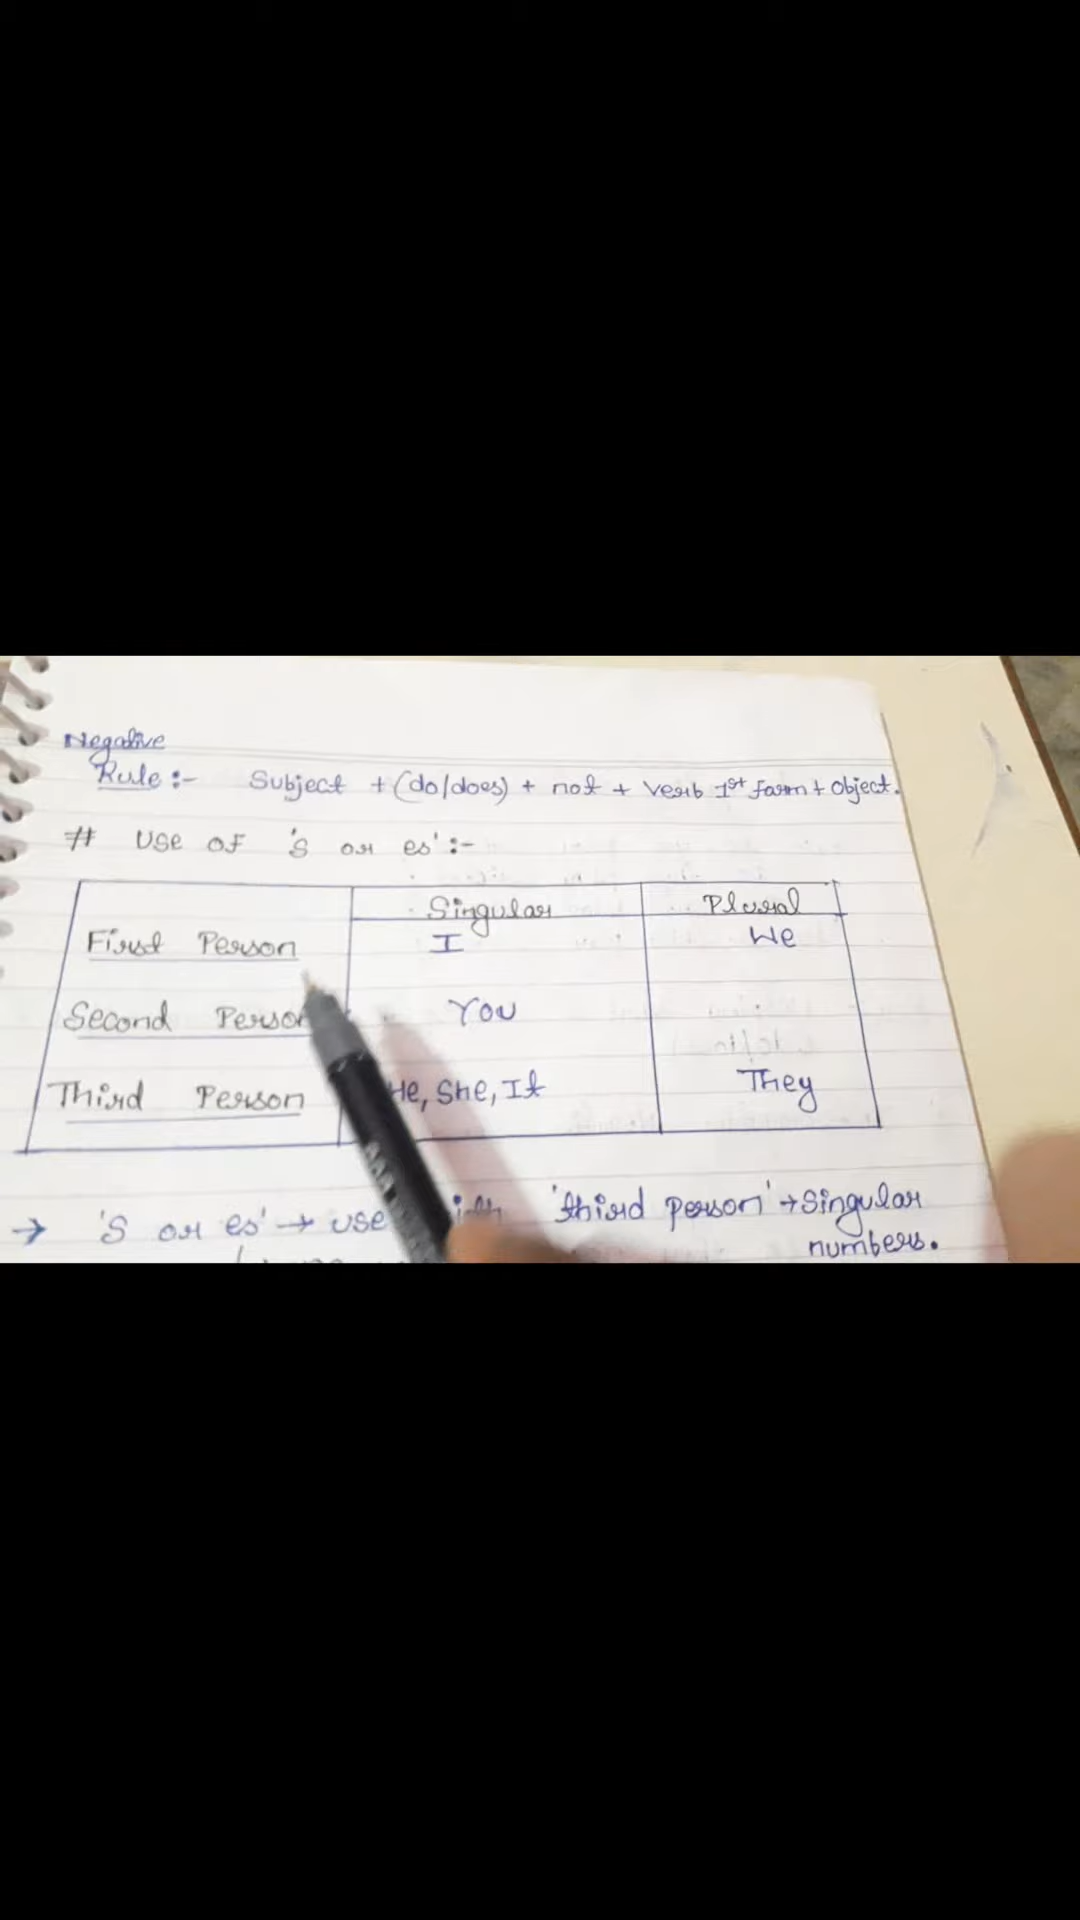 Negative
Rule:- Subject + (do/does) + not + Verb 1st farm + Object.
# Use of 's or es':-
Singular Plural
First Person I We
Second Person You
Third Person He, She, It They
→ 's or es' → use 'third person' → Singular
numbers.